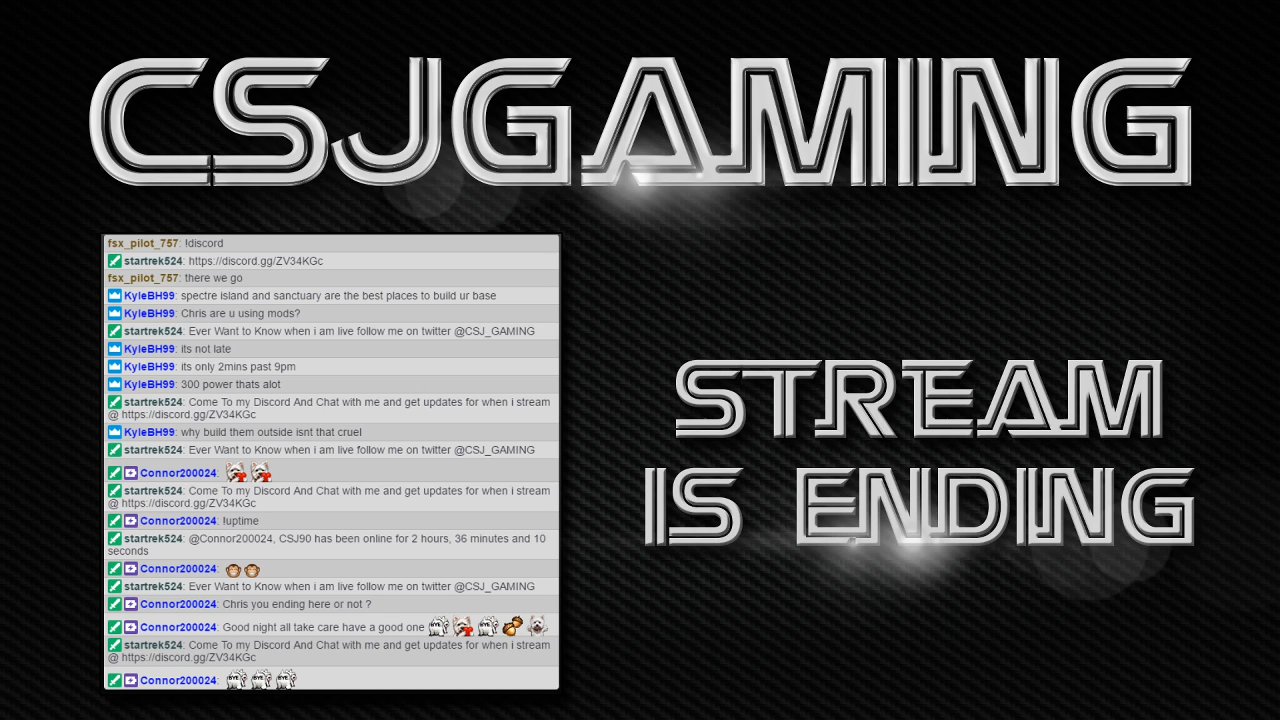 CSJGAMING
fsx_pilot_757: !discord
startrek524: https://discord.gg/ZV34KGc
fsx_pilot_757: there we go
KyleBH99: spectre island and sanctuary are the best places to build ur base
KyleBH99: Chris are u using mods?
startrek524: Ever Want to Know when i am live follow me on twitter @CSJ_GAMING
KyleBH99: its not late
KyleBH99: its only 2mins past 9pm
KyleBH99: 300 power thats alot
startrek524: Come To my Discord And Chat with me and get updates for when i stream
@ https://discord.gg/ZV34KGc
KyleBH99: why build them outside isnt that cruel
startrek524: Ever Want to Know when i am live follow me on twitter @CSJ_GAMING
Connor200024:
startrek524: Come To my Discord And Chat with me and get updates for when i stream
@ https://discord.gg/ZV34KGc
Connor200024: !uptime
startrek524: @Connor200024, CSJ90 has been online for 2 hours, 36 minutes and 10
seconds
Connor200024:
startrek524: Ever Want to Know when i am live follow me on twitter @CSJ_GAMING
Connor200024: Chris you ending here or not ?
Connor200024: Good night all take care have a good one BYE BYE
startrek524: Come To my Discord And Chat with me and get updates for when i stream
@ https://discord.gg/ZV34KGc
Connor200024: BYE BYE BYE
STREAM
IS ENDING